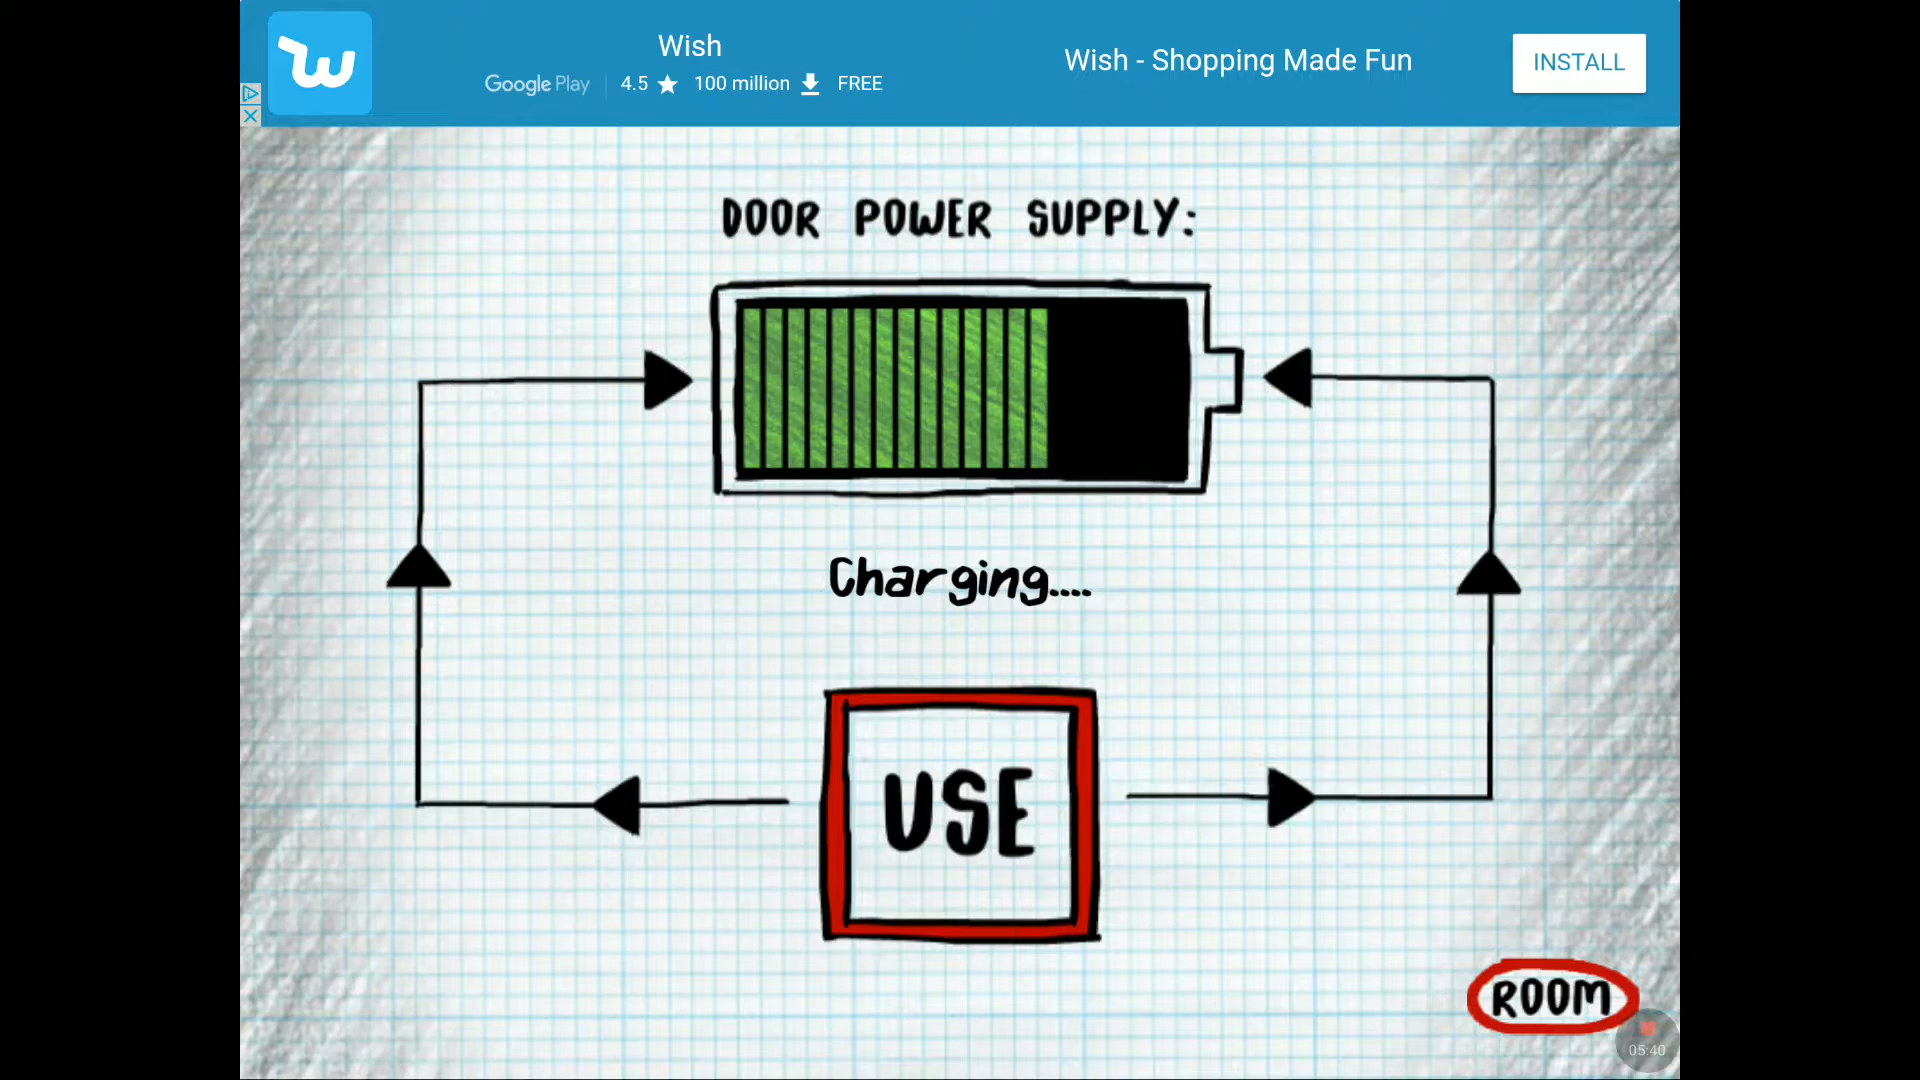 Wish
Google Play 4.5 100 million FREE
Wish - Shopping Made Fun
INSTALL
DOOR POWER SUPPLY:
Charging....
USE
ROOM
05:40